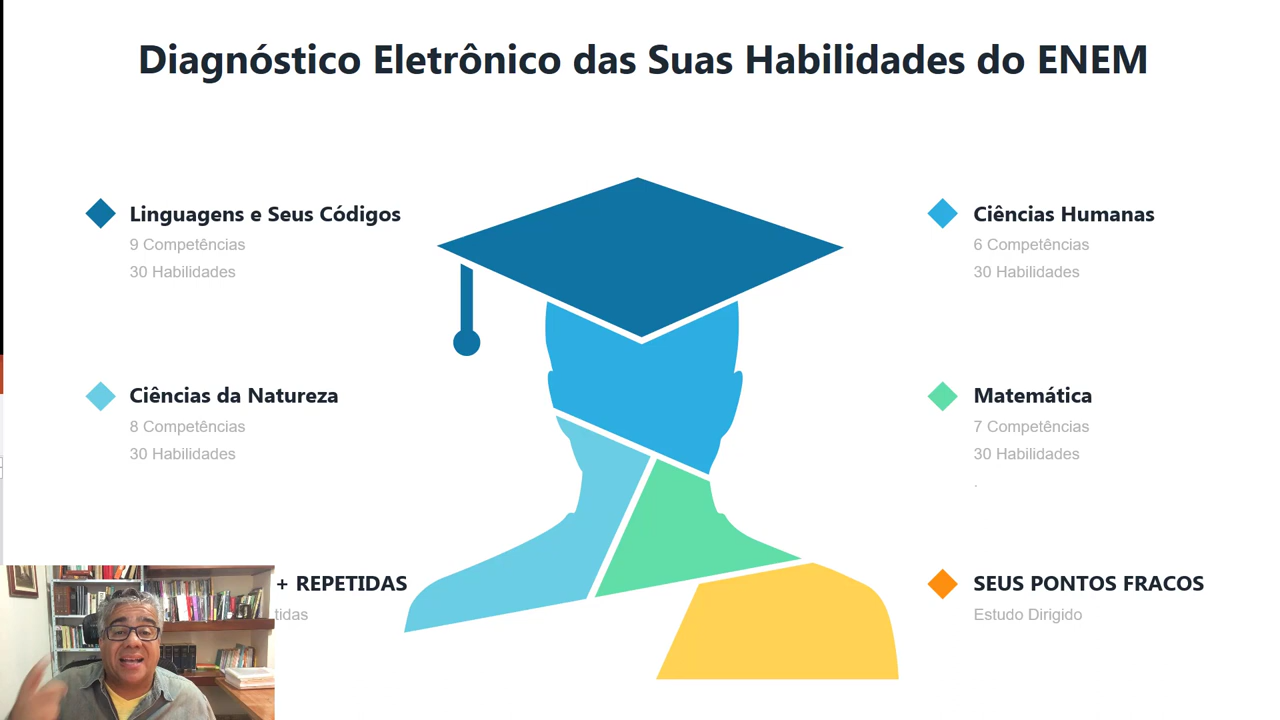 Diagnóstico Eletrônico das Suas Habilidades do ENEM
Linguagens e Seus Códigos
9 Competências
30 Habilidades
Ciências Humanas
6 Competências
30 Habilidades
Ciências da Natureza
8 Competências
30 Habilidades
Matemática
7 Competências
30 Habilidades
.
+ REPETIDAS
tidas
SEUS PONTOS FRACOS
Estudo Dirigido